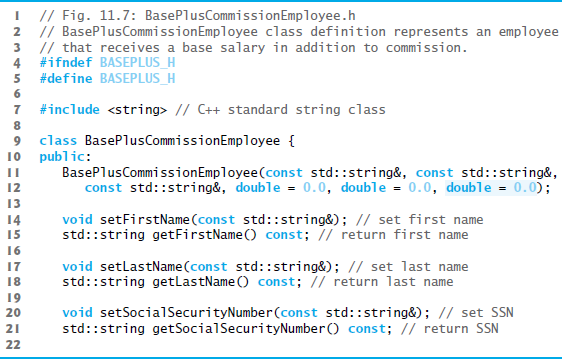 1 // Fig. 11.7: BasePlusCommissionEmployee.h
2 // BasePlusCommissionEmployee class definition represents an employee
3 // that receives a base salary in addition to commission.
4 #ifndef BASEPLUS_H
5 #define BASEPLUS_H
6
7 #include <string> // C++ standard string class
8
9 class BasePlusCommissionEmployee {
10 public:
11 BasePlusCommissionEmployee(const std::string&, const std::string&,
12 const std::string&, double = 0.0, double = 0.0, double = 0.0);
13
14 void setFirstName(const std::string&); // set first name
15 std::string getFirstName() const; // return first name
16
17 void setLastName(const std::string&); // set last name
18 std::string getLastName() const; // return last name
19
20 void setSocialSecurityNumber(const std::string&); // set SSN
21 std::string getSocialSecurityNumber() const; // return SSN
22